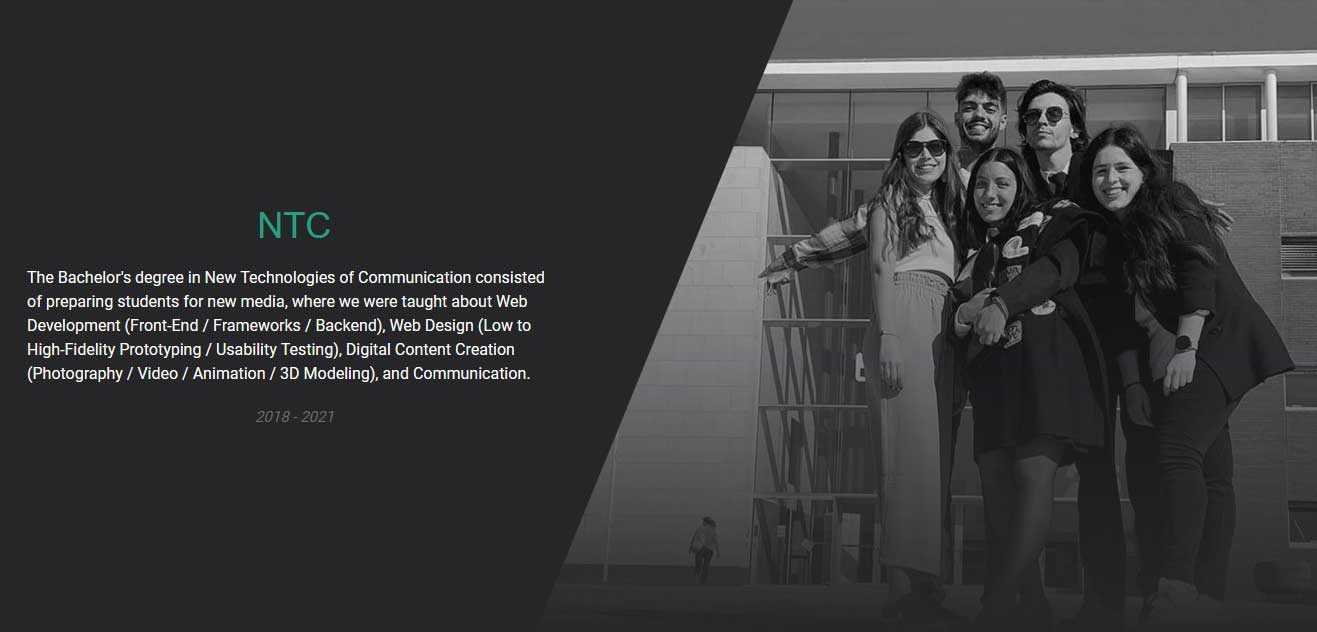 NTC
The Bachelor's degree in New Technologies of Communication consisted
of preparing students for new media, where we were taught about Web
Development (Front-End / Frameworks / Backend), Web Design (Low to
High-Fidelity Prototyping / Usability Testing), Digital Content Creation
(Photography / Video / Animation / 3D Modeling), and Communication.
2018 - 2021